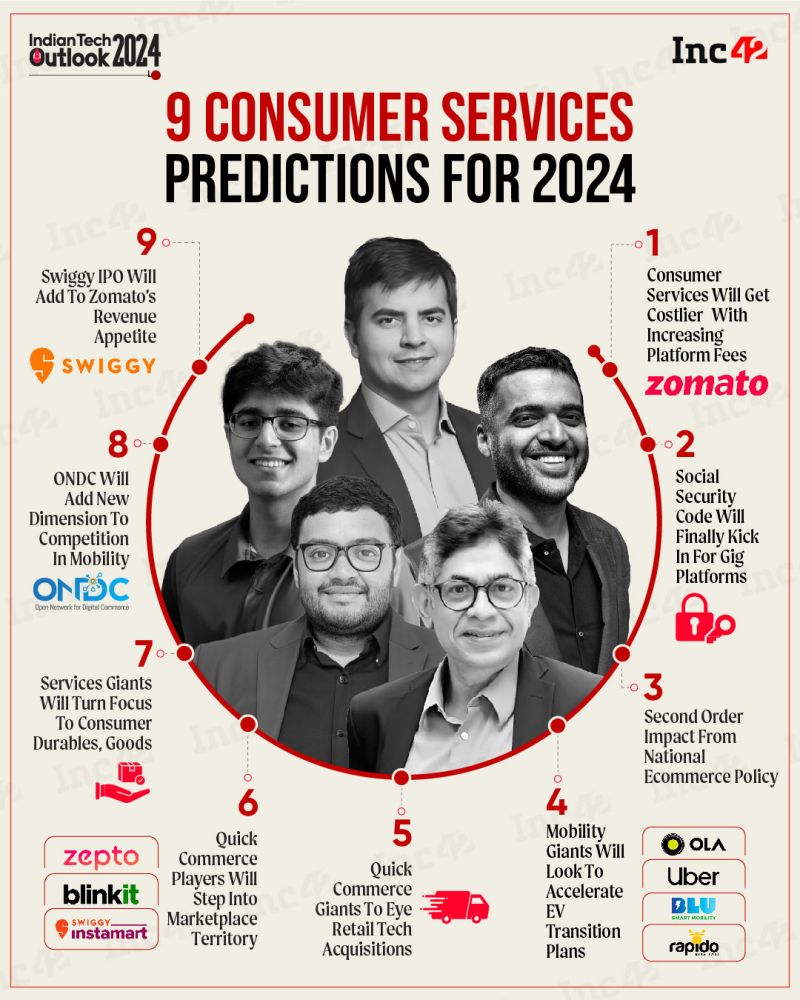 Indian Tech
Outlook 2024
Inc42
9 CONSUMER SERVICES
PREDICTIONS FOR 2024
1
Consumer
Services Will Get
Costlier With
Increasing
Platform Fees
zomato
2
Social
Security
Code Will
Finally Kick
In For Gig
Platforms
3
Second Order
Impact From
National
Ecommerce Policy
4
Mobility
Giants Will
Look To
Accelerate
EV
Transition
Plans
OLA
Uber
BLU
SMART MOBILITY
rapido
5
Quick
Commerce
Giants To Eye
Retail Tech
Acquisitions
6
Quick
Commerce
Players Will
Step Into
Marketplace
Territory
zepto
blinkit
SWIGGY
instamart
7
Services Giants
Will Turn Focus
To Consumer
Durables, Goods
8
ONDC Will
Add New
Dimension To
Competition
In Mobility
ONDC
Open Network for Digital Commerce
9
Swiggy IPO Will
Add To Zomato's
Revenue
Appetite
SWIGGY